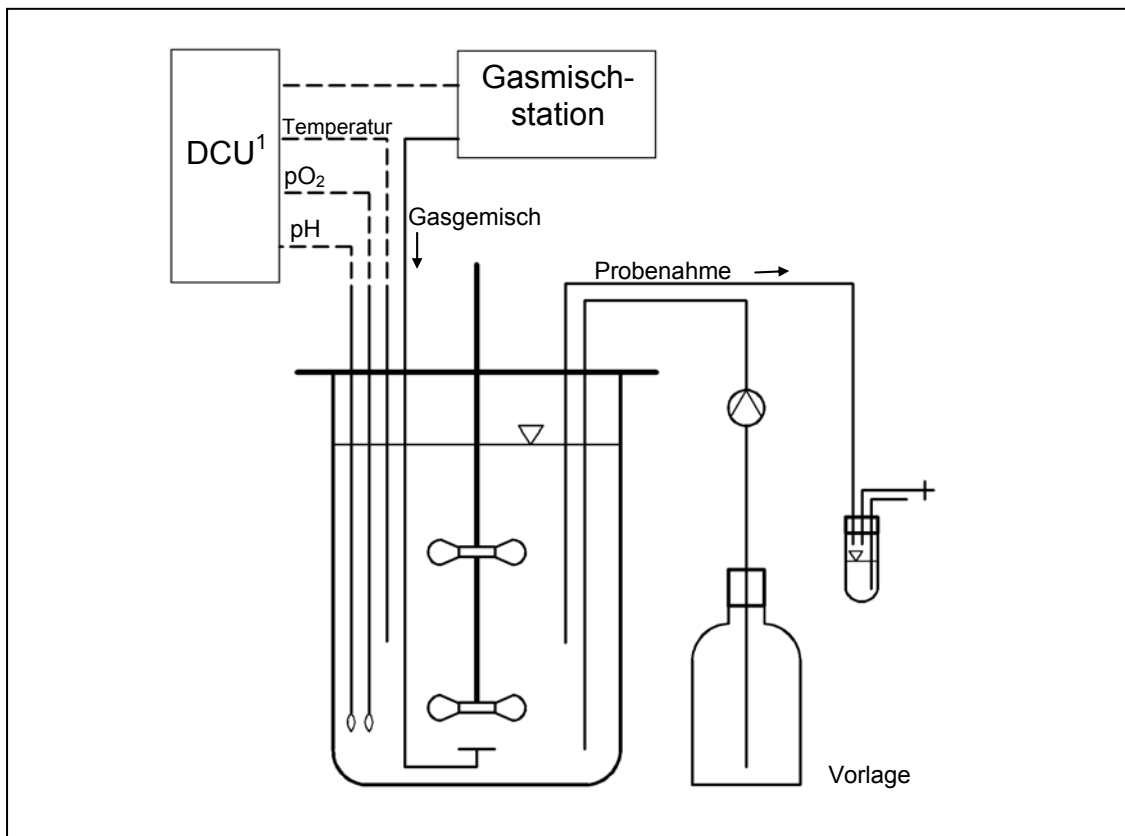 Gasmisch-
station
DCU¹
Temperatur
pO₂
pH
Gasgemisch
Probenahme
Vorlage